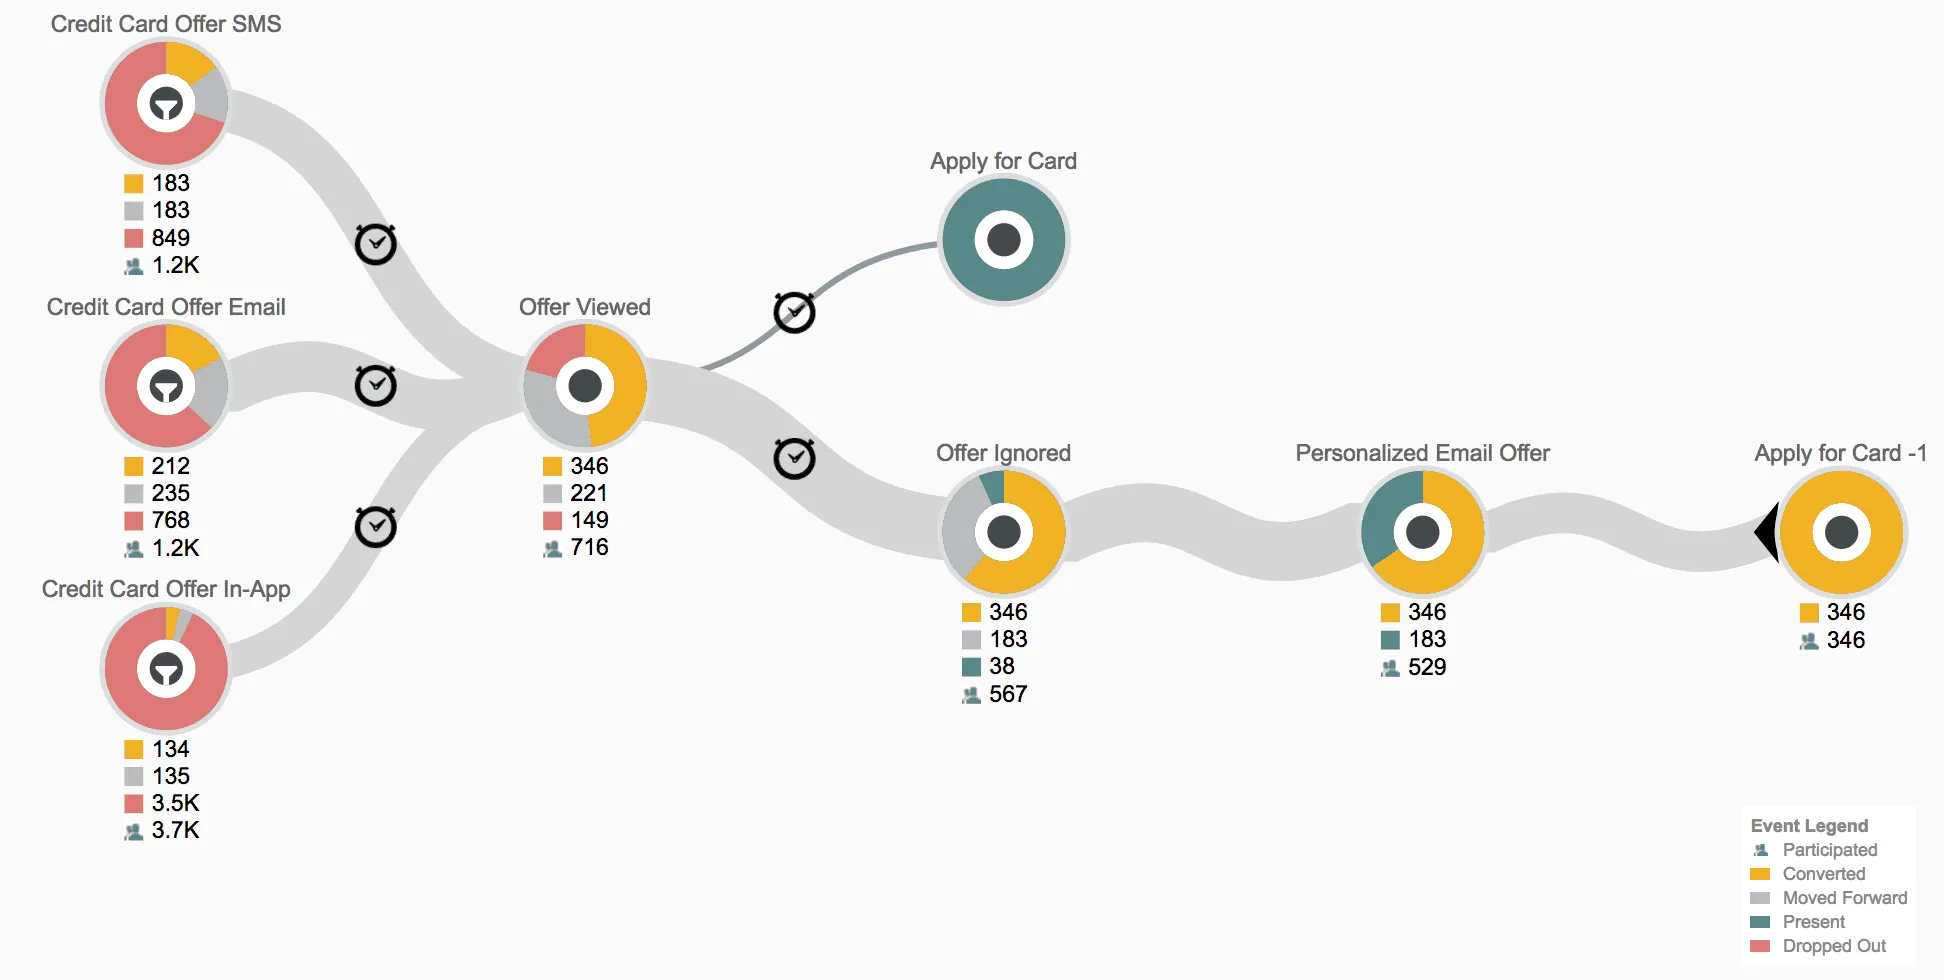 Credit Card Offer SMS
183
183
849
1.2K
Credit Card Offer Email
212
235
768
1.2K
Credit Card Offer In-App
134
135
3.5K
3.7K
Offer Viewed
346
221
149
716
Apply for Card
Offer Ignored
346
183
38
567
Personalized Email Offer
346
183
529
Apply for Card -1
346
346
Event Legend
Participated
Converted
Moved Forward
Present
Dropped Out